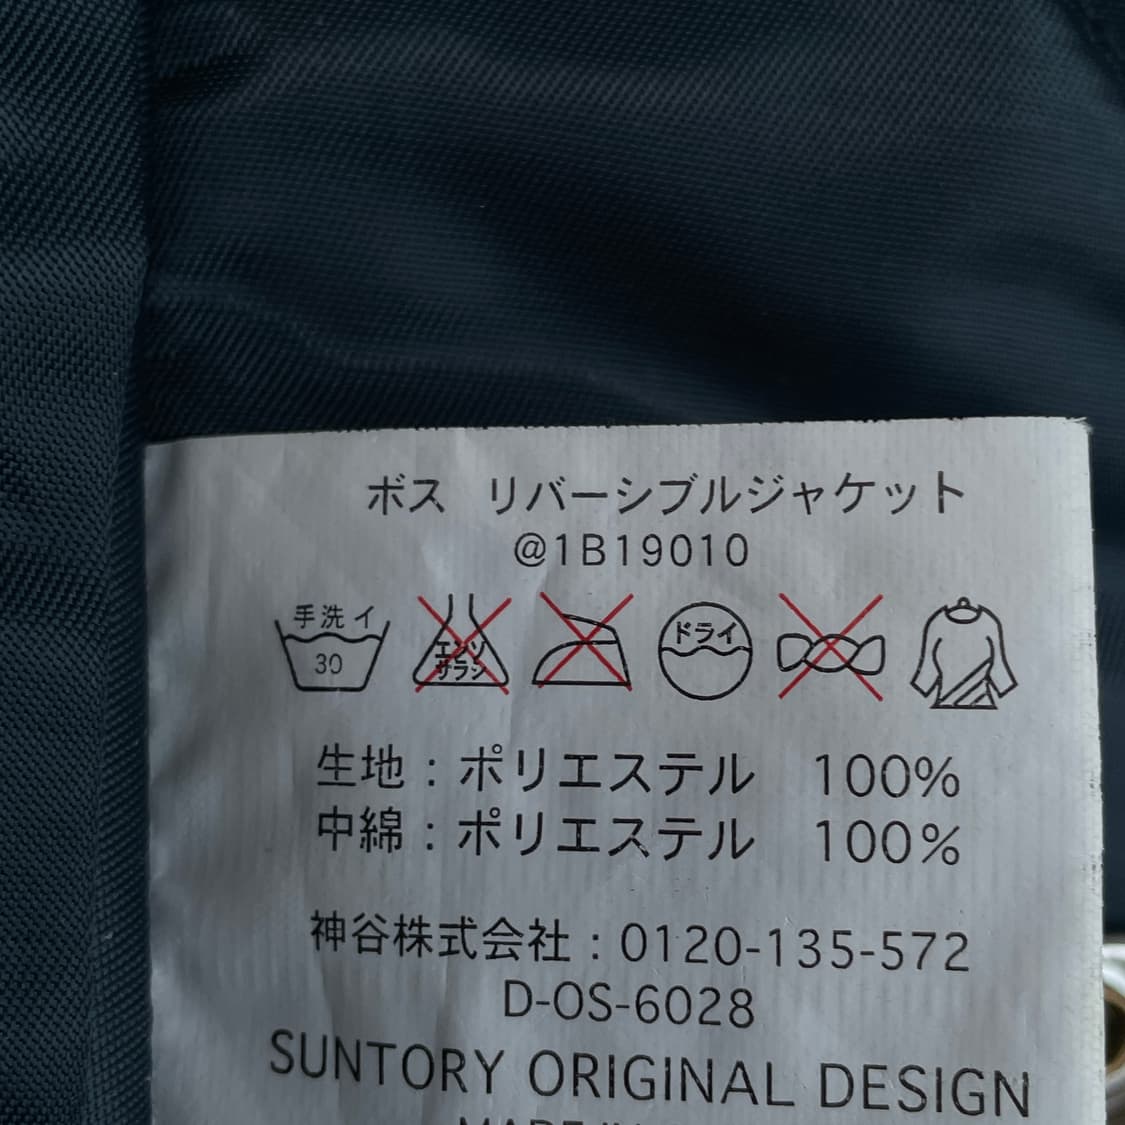 ボス リバーシブルジャケット
@1B19010
手洗イ 30 エンソサラシ ドライ
生地：ポリエステル 100%
中綿：ポリエステル 100%
神谷株式会社：0120-135-572
D-OS-6028
SUNTORY ORIGINAL DESIGN
MADE IN